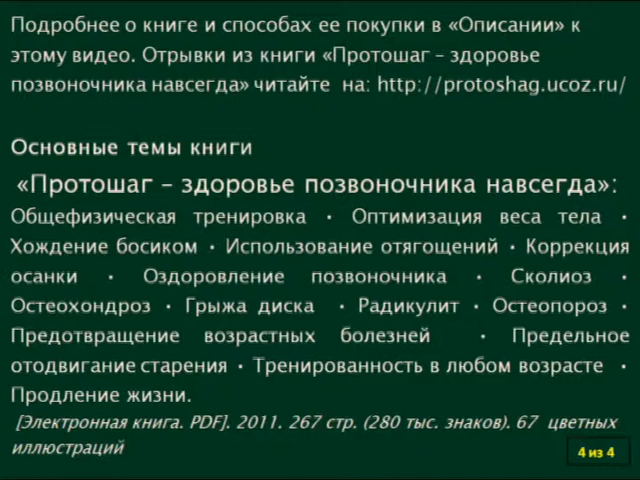 Подробнее о книге и способах ее покупки в «Описании» к
этому видео. Отрывки из книги «Протошаг – здоровье
позвоночника навсегда» читайте на: http://protoshag.ucoz.ru/
Основные темы книги
«Протошаг – здоровье позвоночника навсегда»:
Общефизическая тренировка • Оптимизация веса тела •
Хождение босиком • Использование отягощений • Коррекция
осанки • Оздоровление позвоночника • Сколиоз •
Остеохондроз • Грыжа диска • Радикулит • Остеопороз •
Предотвращение возрастных болезней • Предельное
отодвигание старения • Тренированность в любом возрасте •
Продление жизни.
[Электронная книга. PDF]. 2011. 267 стр. (280 тыс. знаков). 67 цветных
иллюстраций
4 из 4